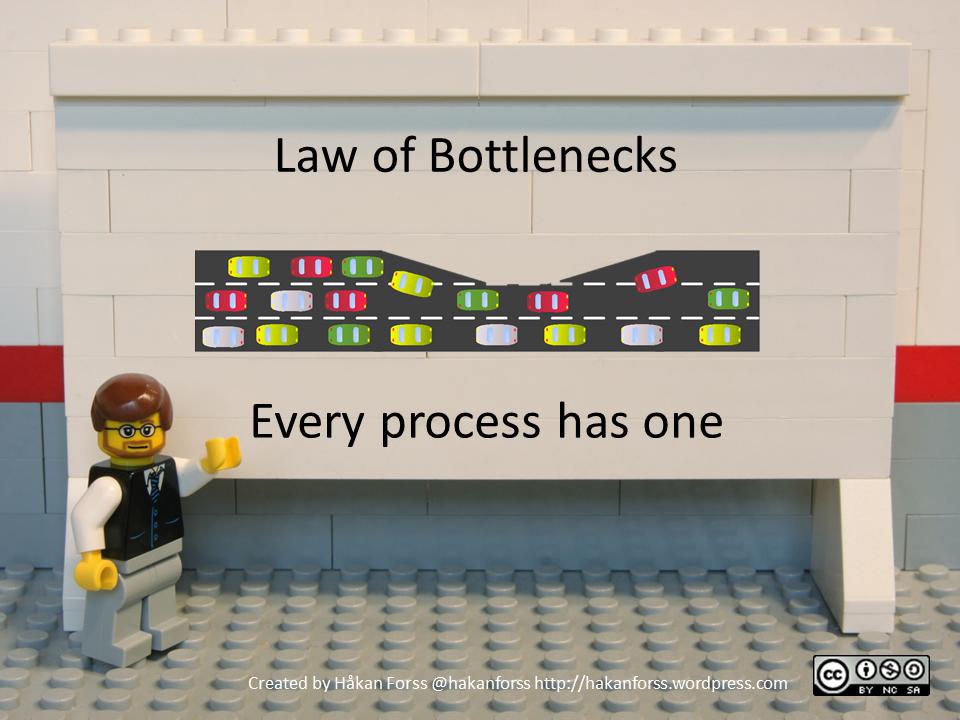 Law of Bottlenecks
Every process has one
Created by Håkan Forss @hakanforss http://hakanforss.wordpress.com
cc
BY NC SA